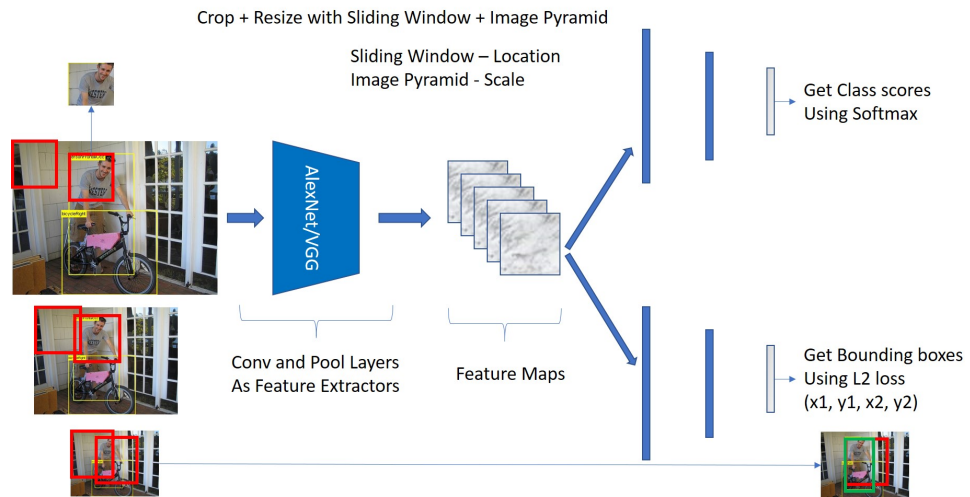 Crop + Resize with Sliding Window + Image Pyramid
Sliding Window – Location
Image Pyramid - Scale
Get Class scores
Using Softmax
AlexNet/VGG
bicycleRight
Conv and Pool Layers
As Feature Extractors
Feature Maps
Get Bounding boxes
Using L2 loss
(x1, y1, x2, y2)